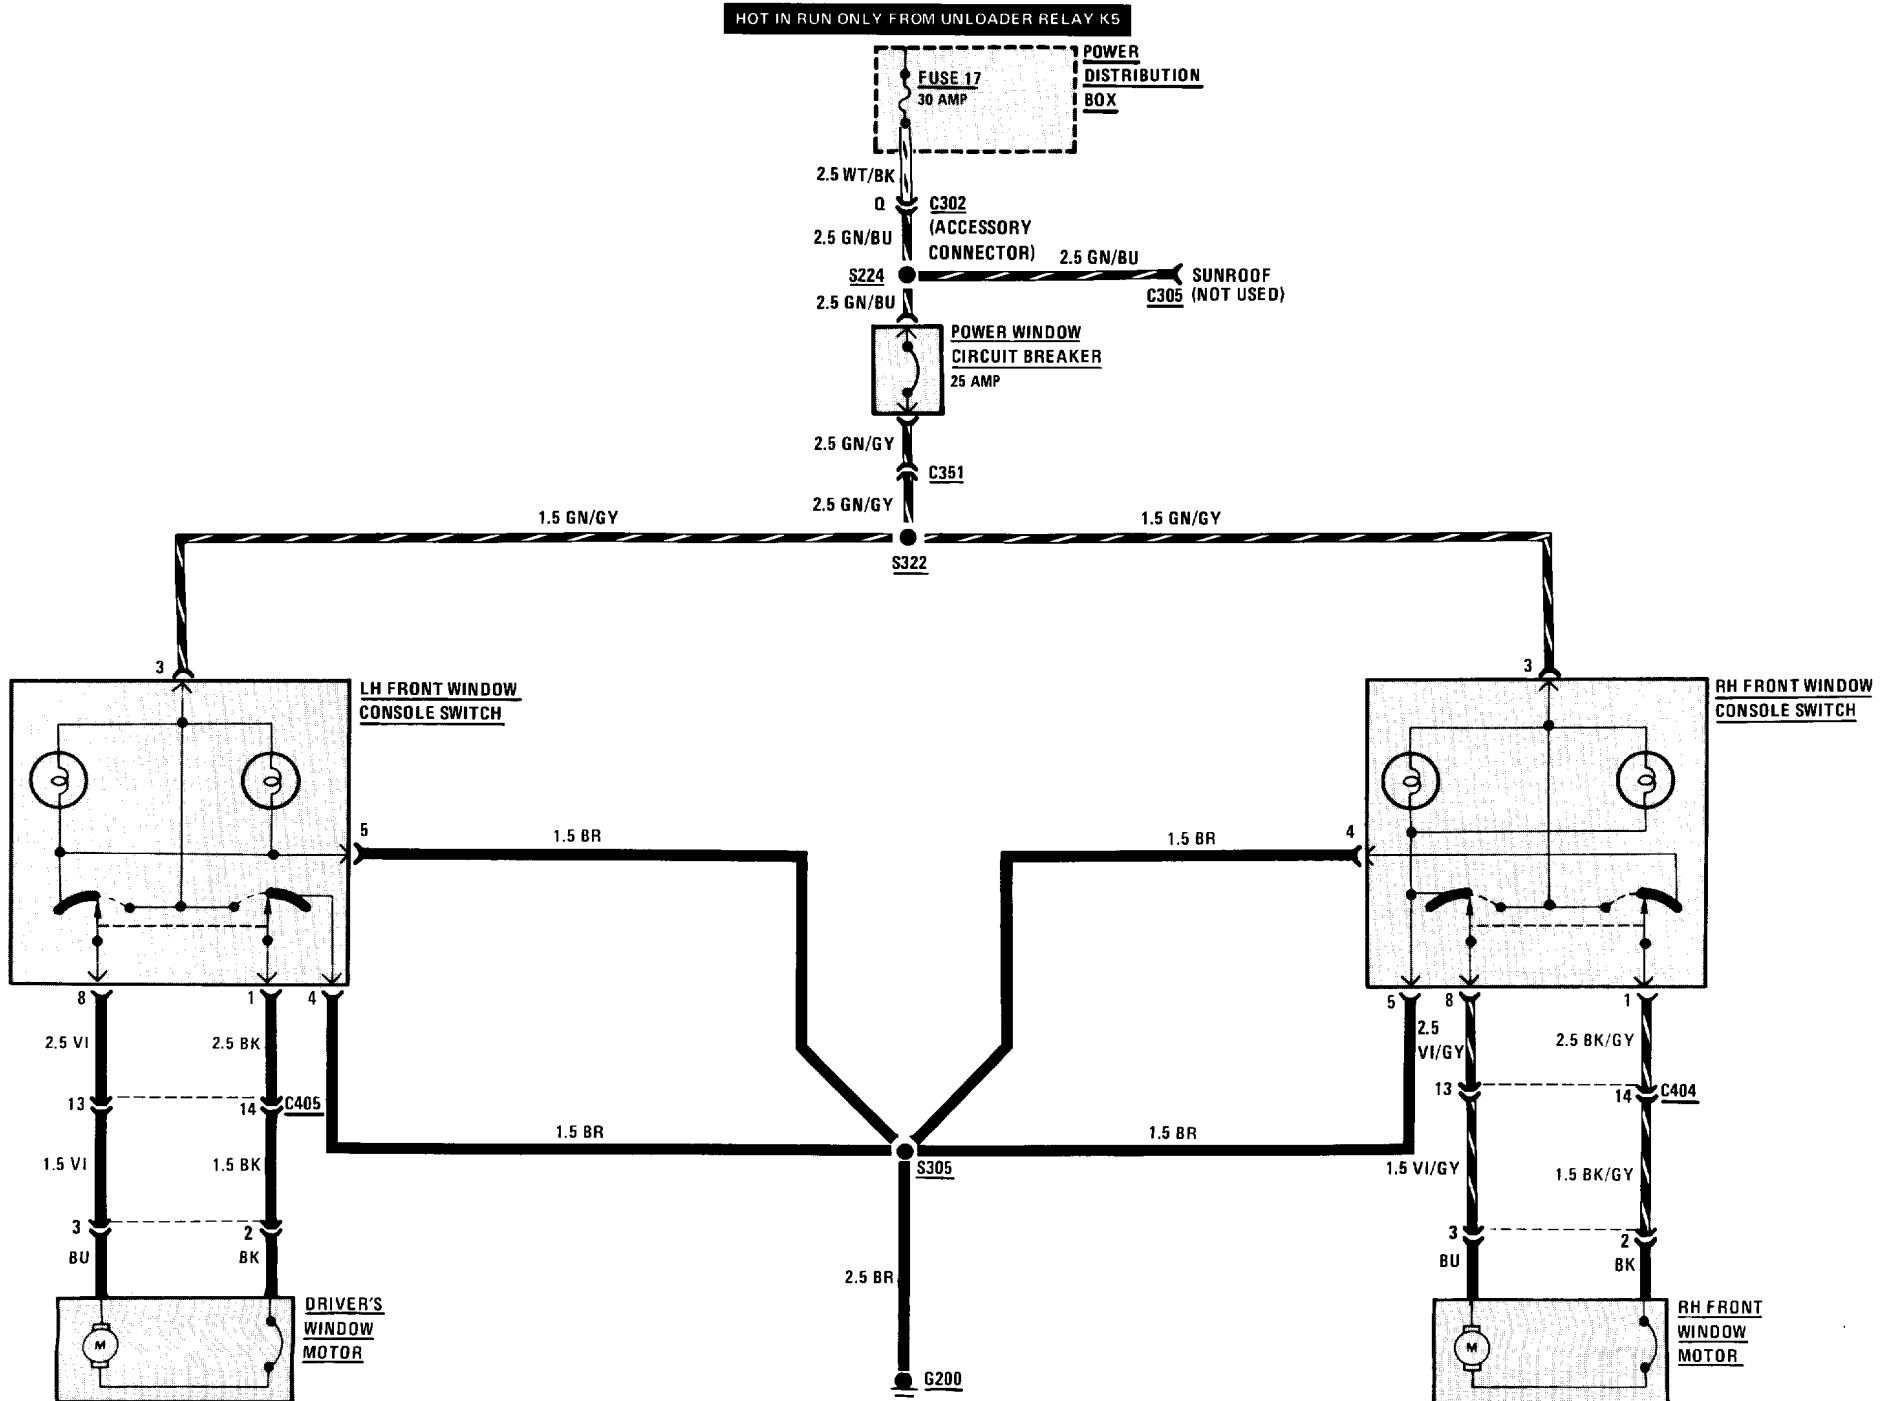 HOT IN RUN ONLY FROM UNLOADER RELAY K5
POWER
DISTRIBUTION
BOX
FUSE 17
30 AMP
2.5 WT/BK
Q
C302
(ACCESSORY
CONNECTOR)
2.5 GN/BU
2.5 GN/BU
S224
SUNROOF
C305 (NOT USED)
2.5 GN/BU
POWER WINDOW
CIRCUIT BREAKER
25 AMP
2.5 GN/GY
C351
2.5 GN/GY
1.5 GN/GY
1.5 GN/GY
S322
3
3
LH FRONT WINDOW
CONSOLE SWITCH
RH FRONT WINDOW
CONSOLE SWITCH
5
1.5 BR
1.5 BR
4
8
1
4
5
8
1
2.5 VI
2.5 BK
2.5
VI/GY
2.5 BK/GY
13
14
C405
13
14
C404
1.5 BR
1.5 BR
1.5 VI
1.5 BK
S305
1.5 VI/GY
1.5 BK/GY
3
2
3
2
BU
BK
2.5 BR
BU
BK
DRIVER'S
WINDOW
MOTOR
M
G200
RH FRONT
WINDOW
MOTOR
M